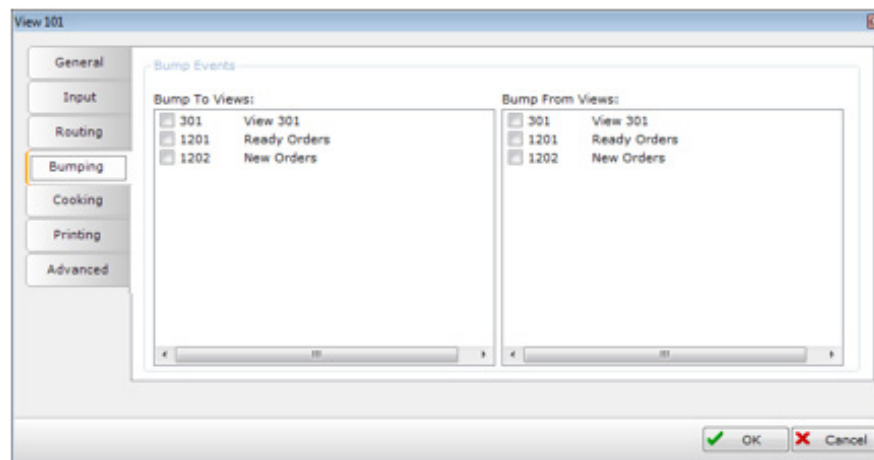 View 101
General
Input
Routing
Bumping
Cooking
Printing
Advanced
Bump Events
Bump To Views:
301 View 301
1201 Ready Orders
1202 New Orders
Bump From Views:
301 View 301
1201 Ready Orders
1202 New Orders
OK
Cancel